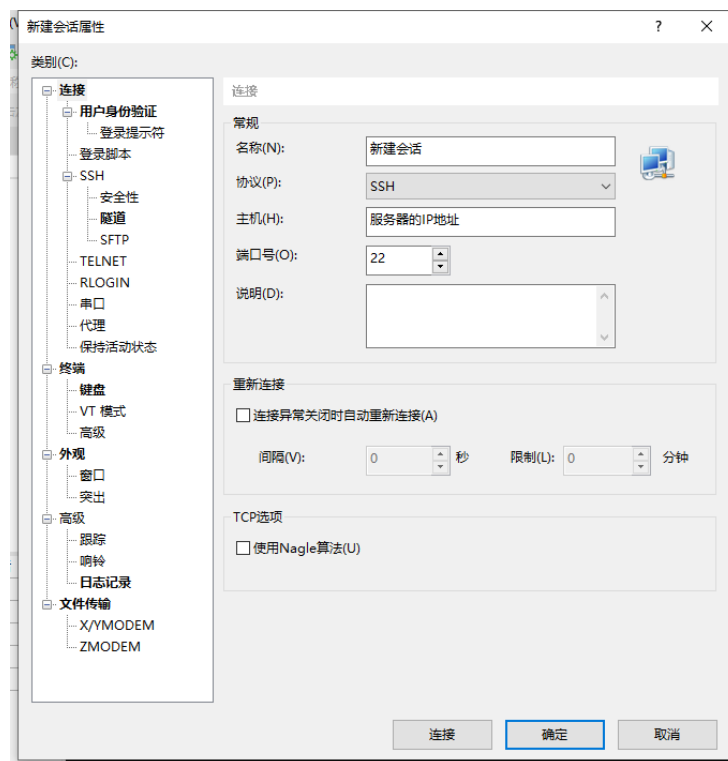 新建会话属性
?
×
类别(C):
连接
用户身份验证
登录提示符
登录脚本
SSH
安全性
隧道
SFTP
TELNET
RLOGIN
串口
代理
保持活动状态
终端
键盘
VT 模式
高级
外观
窗口
突出
高级
跟踪
响铃
日志记录
文件传输
X/YMODEM
ZMODEM
连接
常规
名称(N): 新建会话
协议(P): SSH
主机(H): 服务器的IP地址
端口号(O): 22
说明(D):
重新连接
连接异常关闭时自动重新连接(A)
间隔(V): 0 秒 限制(L): 0 分钟
TCP选项
使用Nagle算法(U)
连接 确定 取消